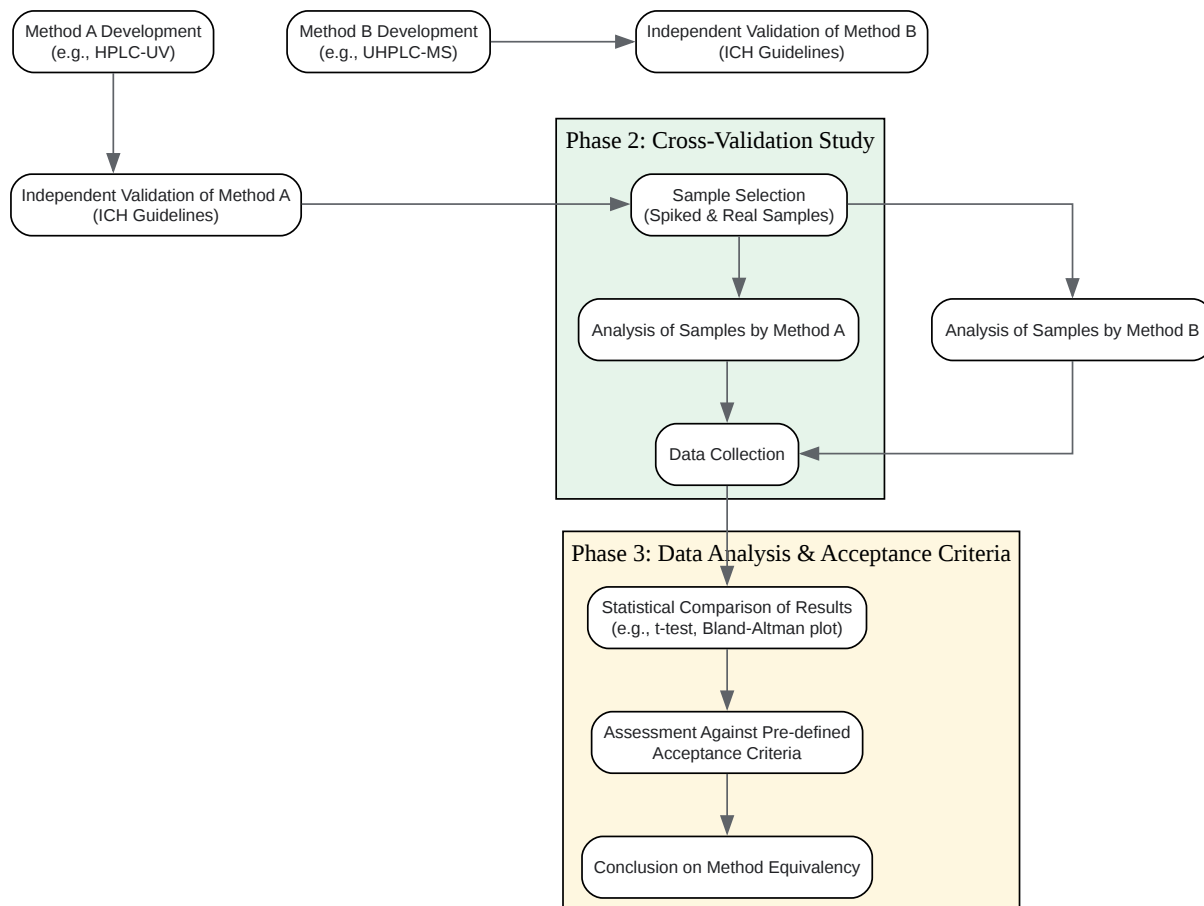 Method A Development
(e.g., HPLC-UV)
Method B Development
(e.g., UHPLC-MS)
Independent Validation of Method B
(ICH Guidelines)
Phase 2: Cross-Validation Study
Independent Validation of Method A
(ICH Guidelines)
Sample Selection
(Spiked & Real Samples)
Analysis of Samples by Method A
Analysis of Samples by Method B
Data Collection
Phase 3: Data Analysis & Acceptance Criteria
Statistical Comparison of Results
(e.g., t-test, Bland-Altman plot)
Assessment Against Pre-defined
Acceptance Criteria
Conclusion on Method Equivalency